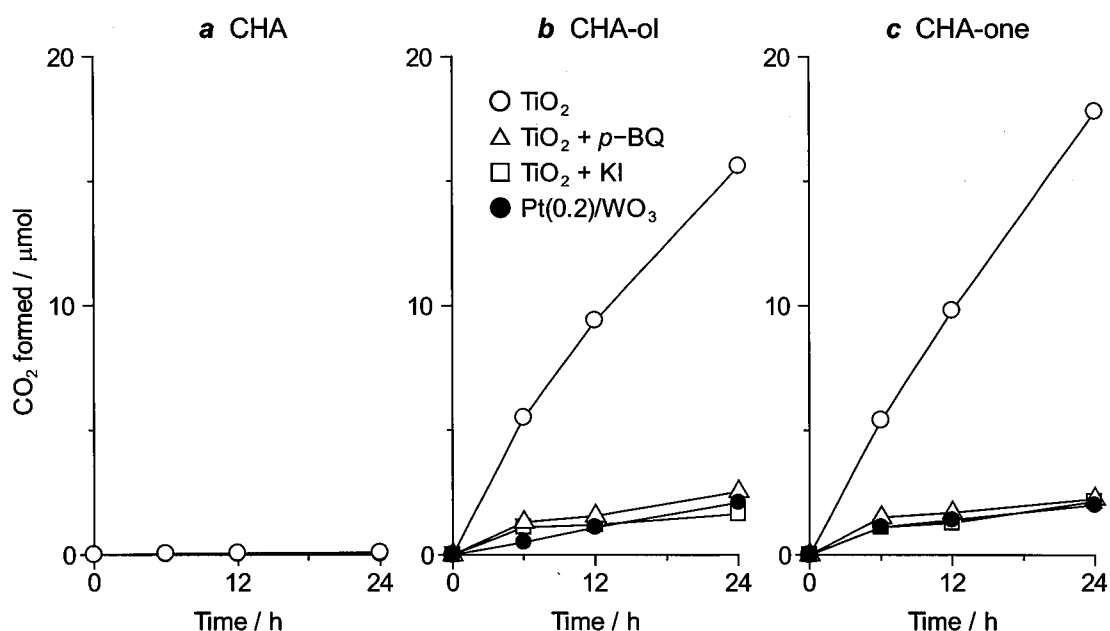 a CHA
b CHA-ol
c CHA-one
CO₂ formed / μmol
20
10
0
0
12
24
Time / h
20
10
0
TiO₂
TiO₂ + p-BQ
TiO₂ + KI
Pt(0.2)/WO₃
0
12
24
Time / h
20
10
0
0
12
24
Time / h